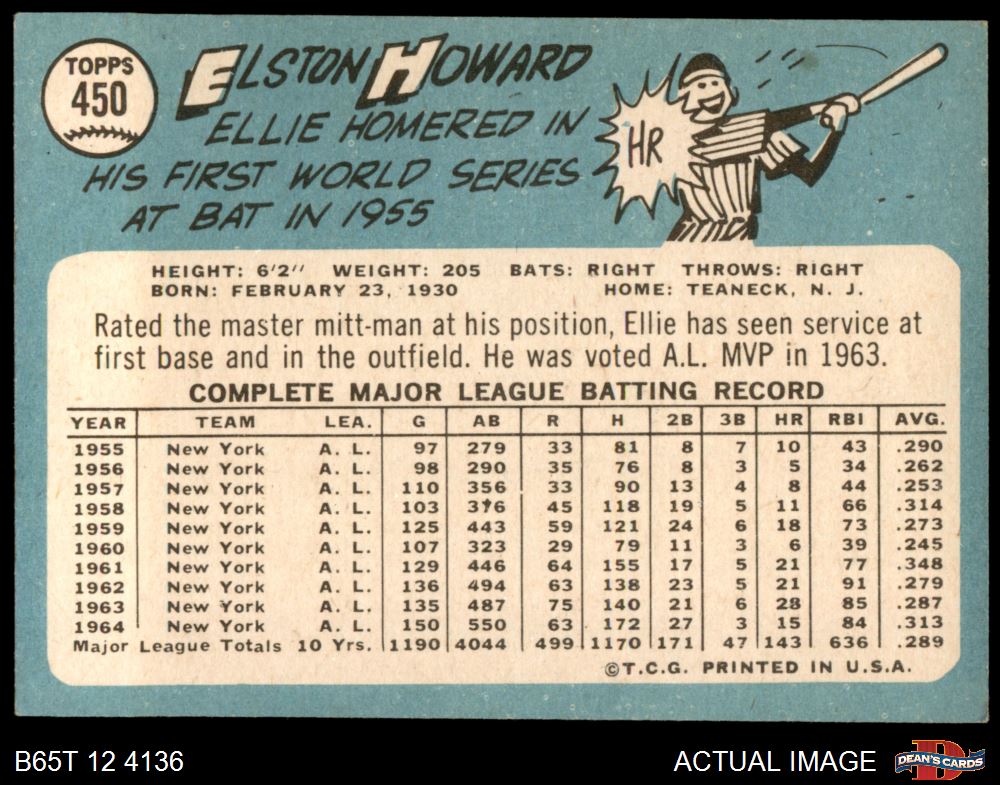 TOPPS
450
ELSTON HOWARD
ELLIE HOMERED IN
HIS FIRST WORLD SERIES
AT BAT IN 1955
HR
HEIGHT: 6'2" WEIGHT: 205 BATS: RIGHT THROWS: RIGHT
BORN: FEBRUARY 23, 1930 HOME: TEANECK, N. J.
Rated the master mitt-man at his position, Ellie has seen service at
first base and in the outfield. He was voted A.L. MVP in 1963.
COMPLETE MAJOR LEAGUE BATTING RECORD
YEAR TEAM LEA. G AB R H 2B 3B HR RBI AVG.
1955 New York A. L. 97 279 33 81 8 7 10 43 .290
1956 New York A. L. 98 290 35 76 8 3 5 34 .262
1957 New York A. L. 110 356 33 90 13 4 8 44 .253
1958 New York A. L. 103 376 45 118 19 5 11 66 .314
1959 New York A. L. 125 443 59 121 24 6 18 73 .273
1960 New York A. L. 107 323 29 79 11 3 6 39 .245
1961 New York A. L. 129 446 64 155 17 5 21 77 .348
1962 New York A. L. 136 494 63 138 23 5 21 91 .279
1963 New York A. L. 135 487 75 140 21 6 28 85 .287
1964 New York A. L. 150 550 63 172 27 3 15 84 .313
Major League Totals 10 Yrs. 1190 4044 499 1170 171 47 143 636 .289
©T.C.G. PRINTED IN U.S.A.
B65T 12 4136 ACTUAL IMAGE
DEAN'S CARDS